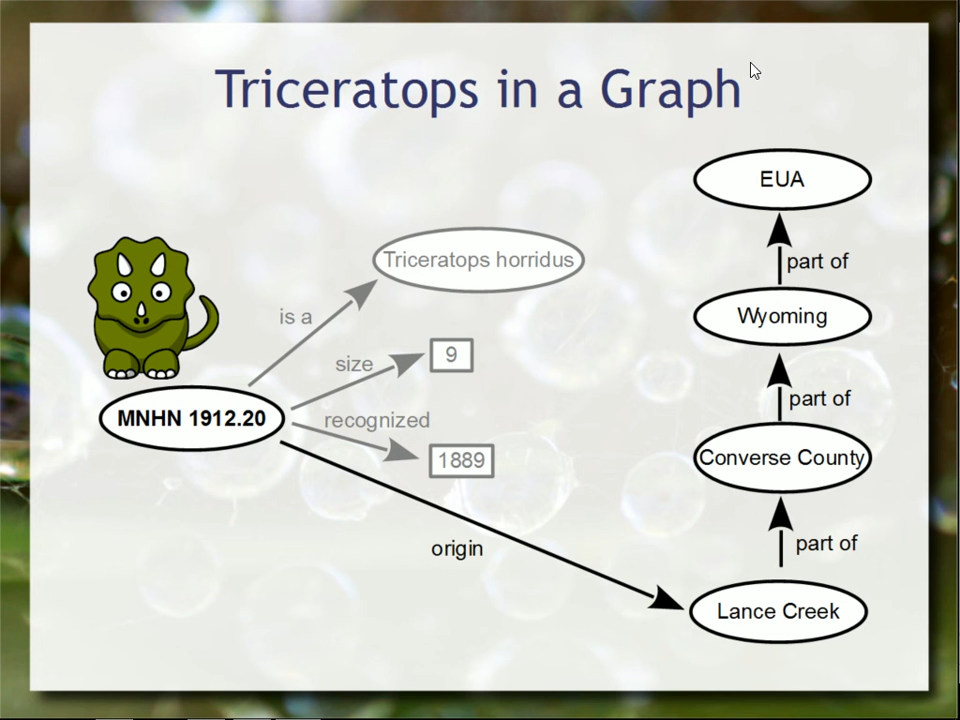 Triceratops in a Graph
EUA
part of
Triceratops horridus
Wyoming
is a
size
9
part of
MNHN 1912.20
recognized
1889
Converse County
part of
origin
Lance Creek